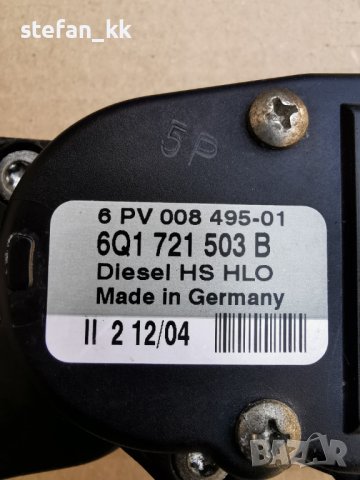 stefan_kk
5P
6 PV 008 495-01
6Q1 721 503 B
Diesel HS HLO
Made in Germany
II 2 12/04
BAZAR